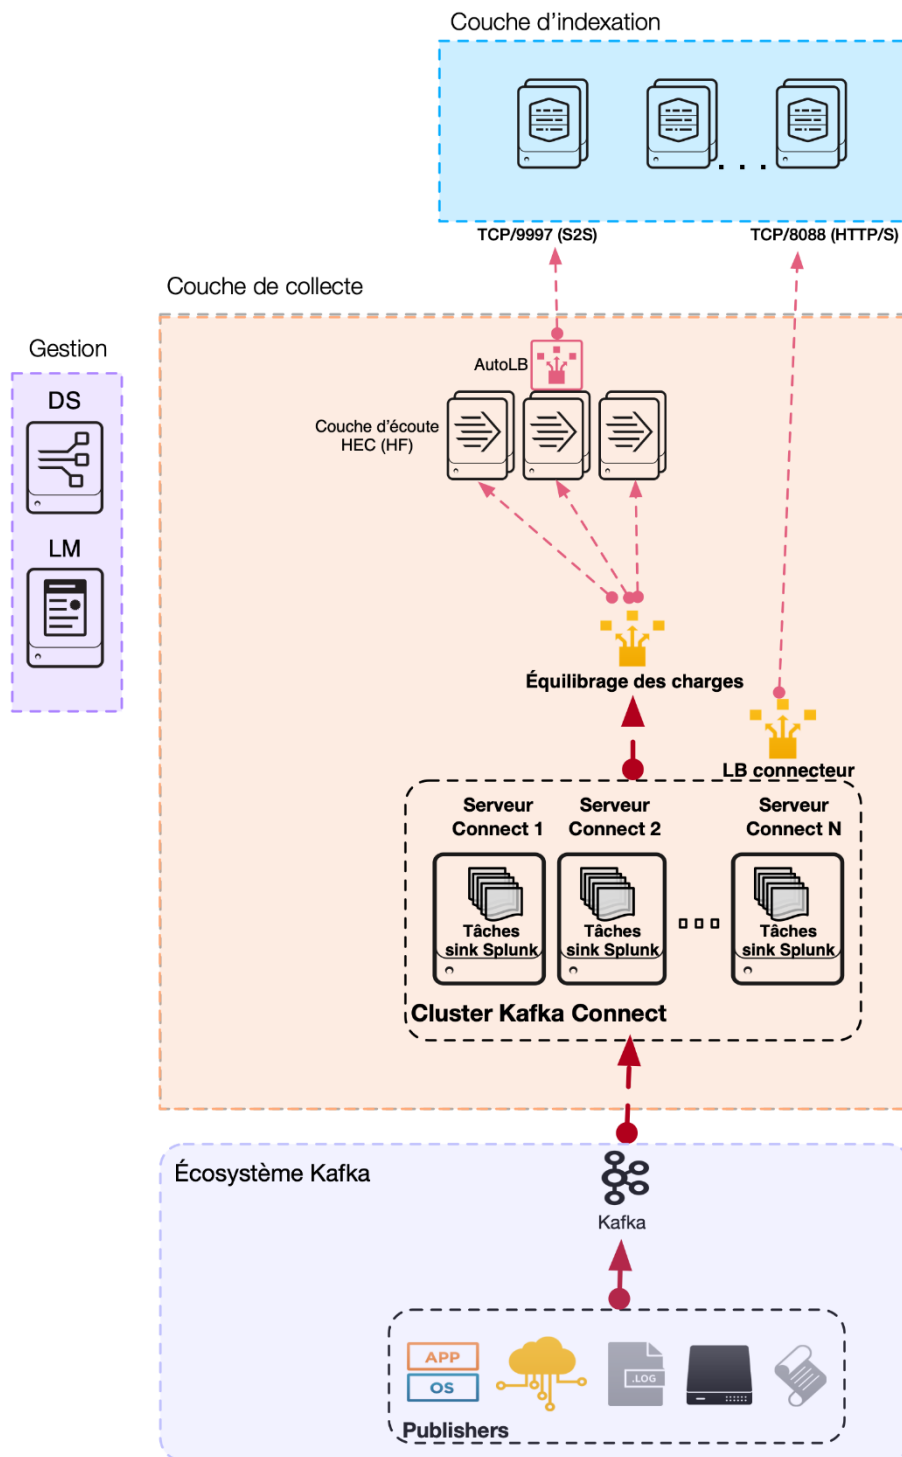 Couche d'indexation
TCP/9997 (S2S)
TCP/8088 (HTTP/S)
Couche de collecte
Gestion
DS
LM
AutoLB
Couche d'écoute
HEC (HF)
Équilibrage des charges
LB connecteur
Serveur
Connect 1
Serveur
Connect 2
Serveur
Connect N
Tâches
sink Splunk
Tâches
sink Splunk
Tâches
sink Splunk
Cluster Kafka Connect
Écosystème Kafka
Kafka
APP
OS
.LOG
Publishers